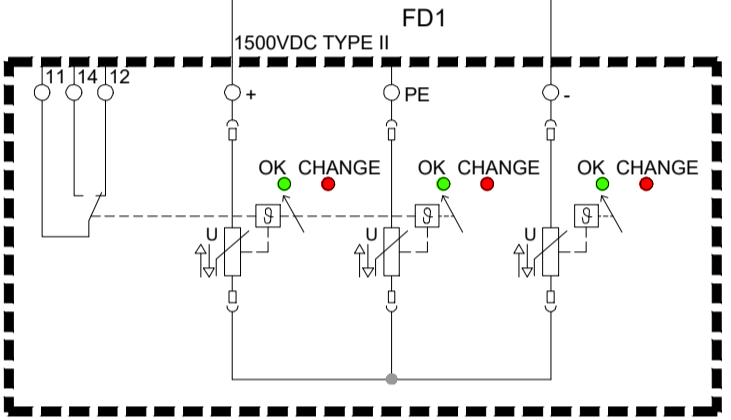 FD1
1500VDC TYPE II
11 14 12
+ PE -
OK CHANGE OK CHANGE OK CHANGE
ϑ ϑ ϑ
U U U